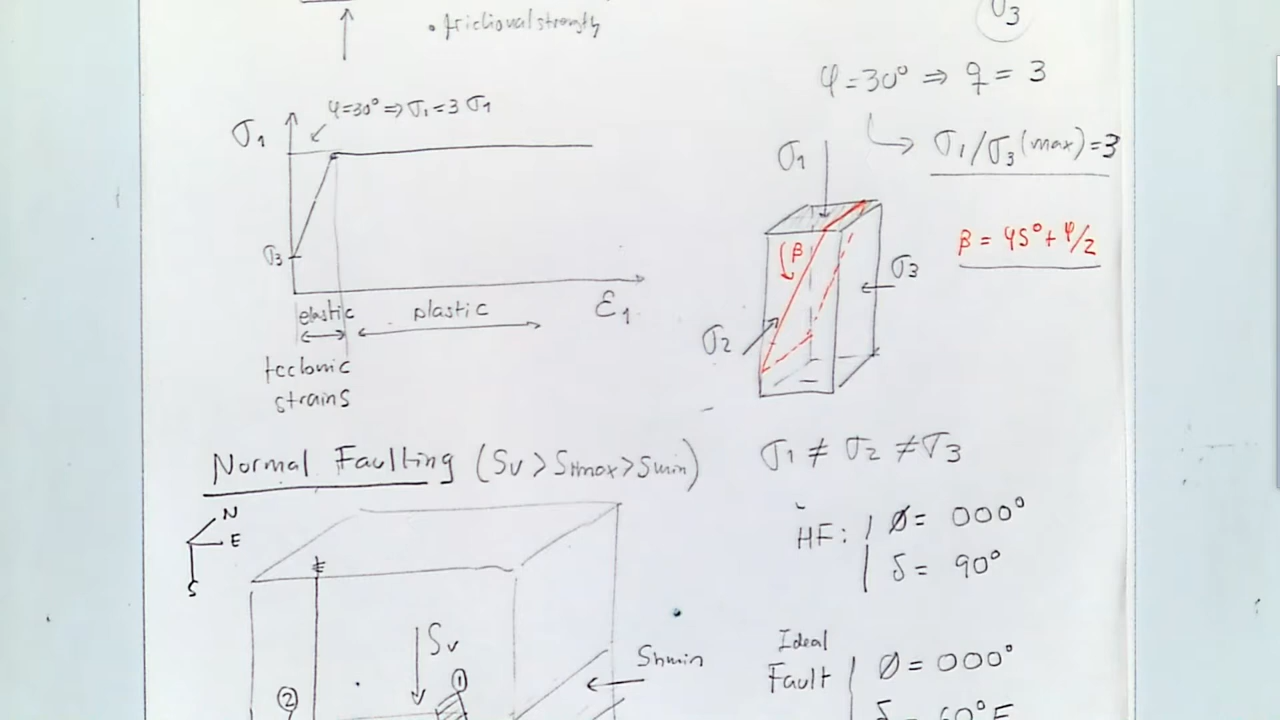 • frictional strength
σ3
φ=30° ⇒ q = 3
φ=30° ⇒ σ1=3 σ1
σ1
σ1/σ3 (max)=3
σ1
β = 45°+φ/2
β
σ3
σ3
elastic
plastic
ε1
σ2
tectonic
strains
Normal Faulting (Sv > SHmax > Smin)
σ1 ≠ σ2 ≠ σ3
N
E
S
HF: ø= 000°
δ= 90°
Sv
Ideal
Fault
Shmin
ø= 000°
①
②
δ= 60°E